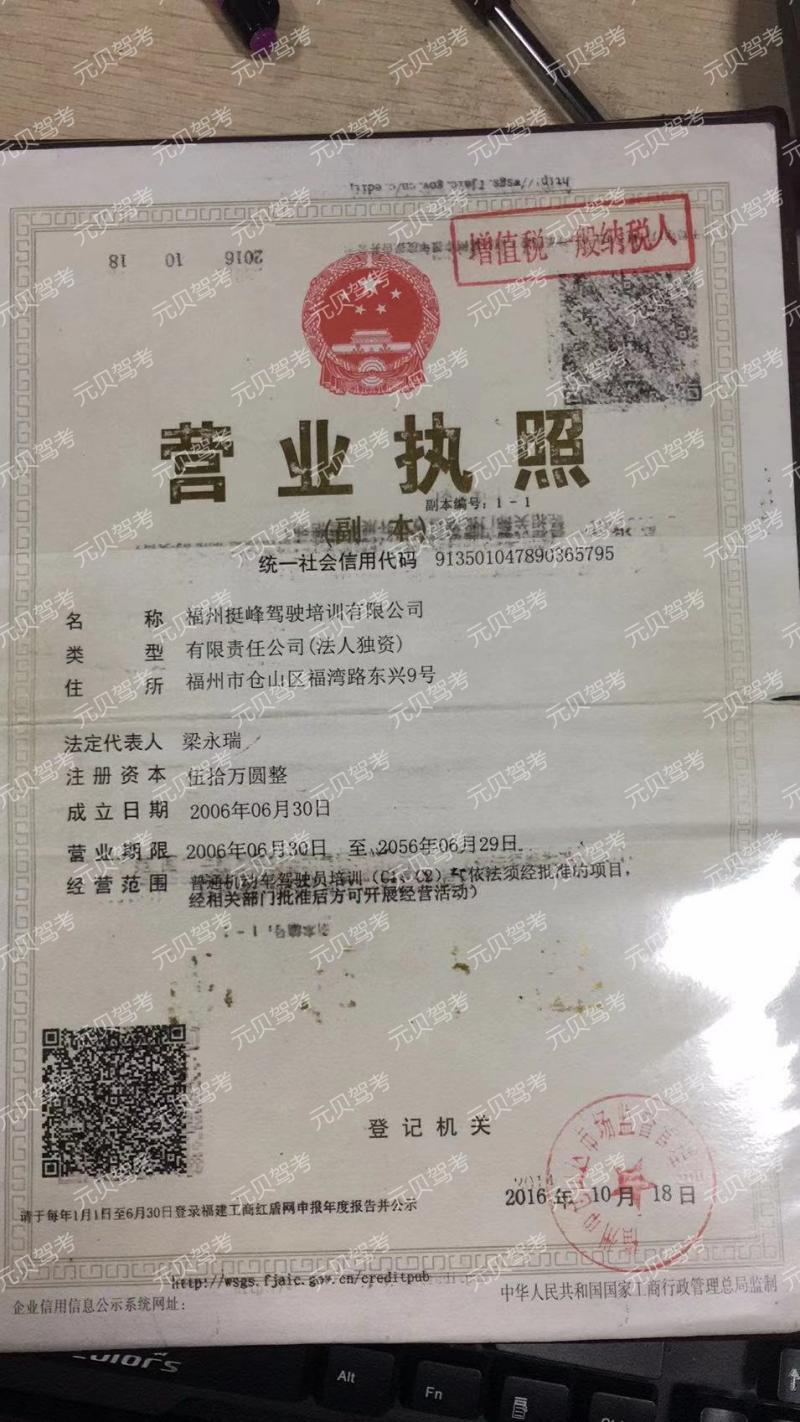 增值税一般纳税人
营业执照
副本编号：1-1
(副 本)
统一社会信用代码 913501047890365795
名 称 福州挺峰驾驶培训有限公司
类 型 有限责任公司(法人独资)
住 所 福州市仓山区福湾路东兴9号
法定代表人 梁永瑞
注册资本 伍拾万圆整
成立日期 2006年06月30日
营业期限 2006年06月30日 至 2056年06月29日
经营范围 普通机动车驾驶员培训（C1、C2）依法须经批准的项目，
经相关部门批准后方可开展经营活动）
登记机关
2016年 10月 18日
请于每年1月1日至6月30日登录福建工商红盾网申报年度报告并公示
http://wsgs.fjaic.gov.cn/creditpub
企业信用信息公示系统网址：
中华人民共和国国家工商行政管理总局监制
Alt
Fn
元贝驾考